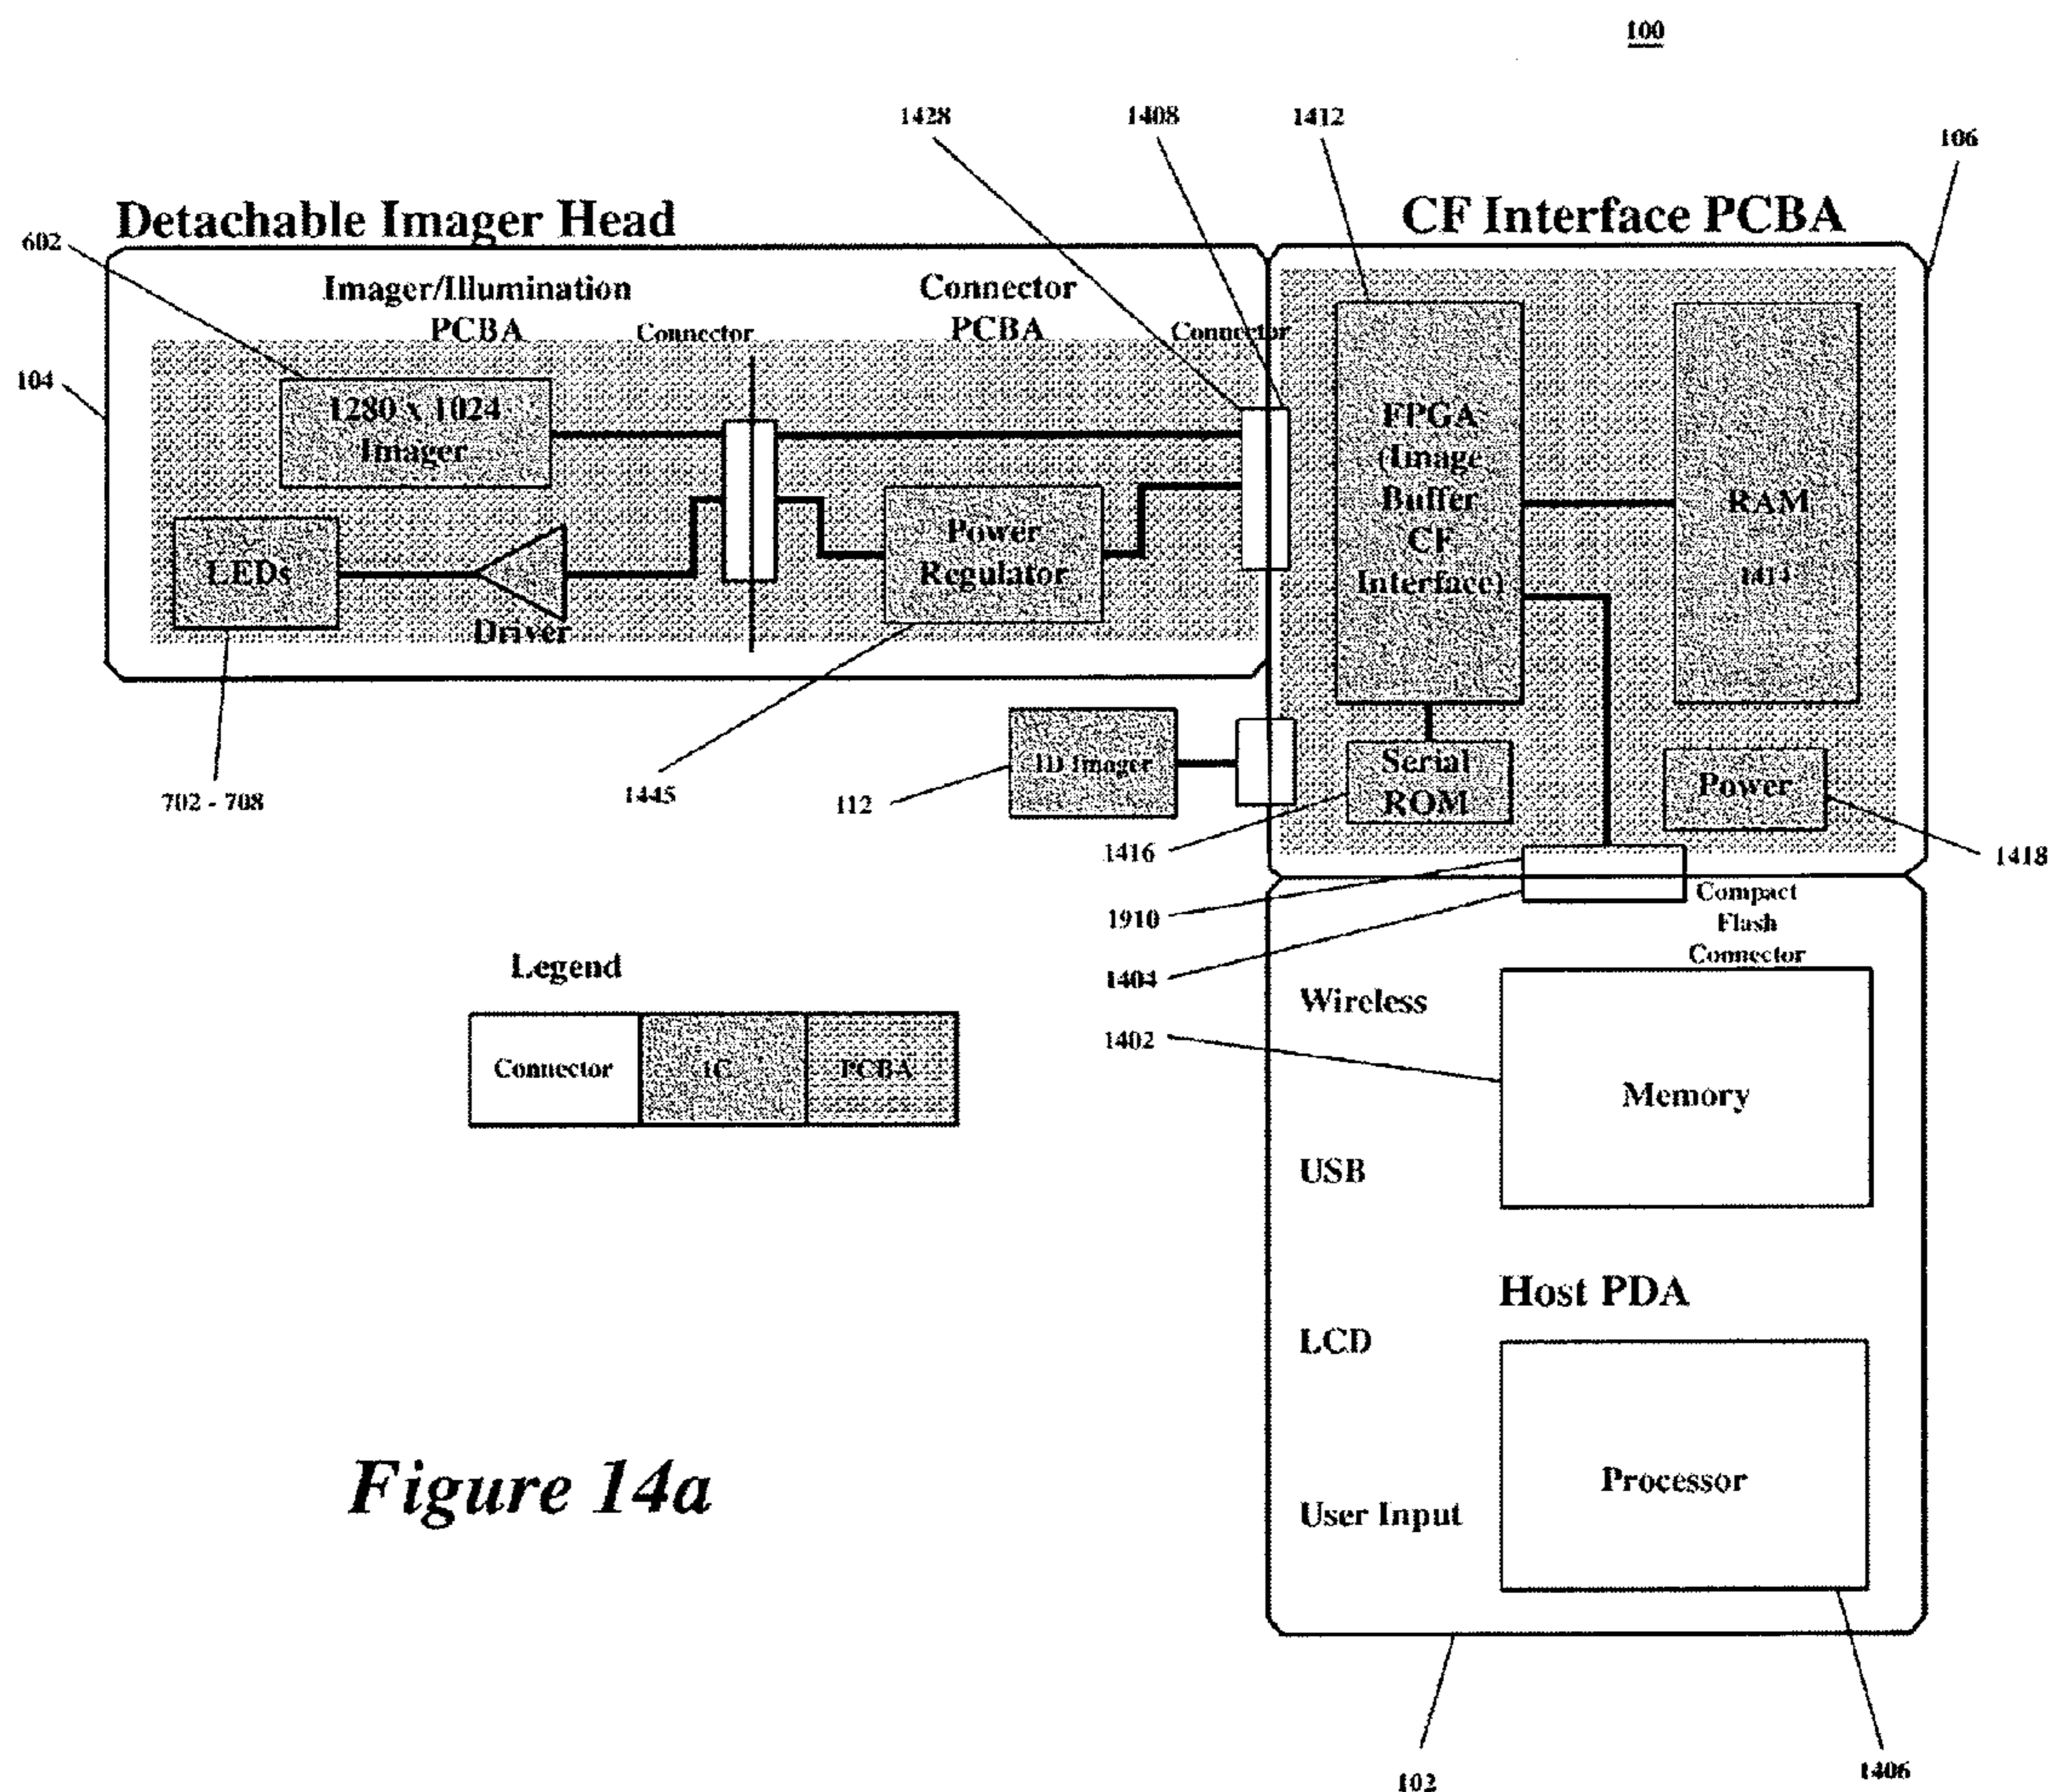 100
1428
1408
1412
106
Detachable Imager Head
CF Interface PCBA
602
104
Imager/Illumination
PCBA
Connector
Connector
PCBA
Connector
1280 x 1024
Imager
LEDs
Driver
Power
Regulator
FPGA
(Image
Buffer
CF
Interface)
RAM
1414
702 - 708
1445
112
1D Imager
Serial
ROM
Power
1416
1418
1910
1404
Compact
Flash
Connector
Legend
Connector
IC
PCBA
Wireless
1402
Memory
USB
Host PDA
LCD
Processor
User Input
Figure 14a
102
1406